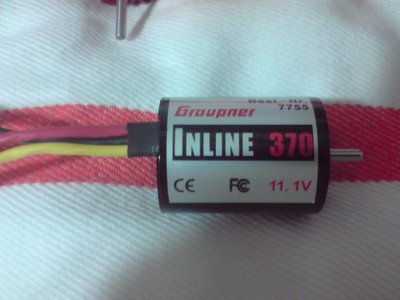 Best.-Nr.
7755
Graupner
INLINE 370
CE FC 11.1V